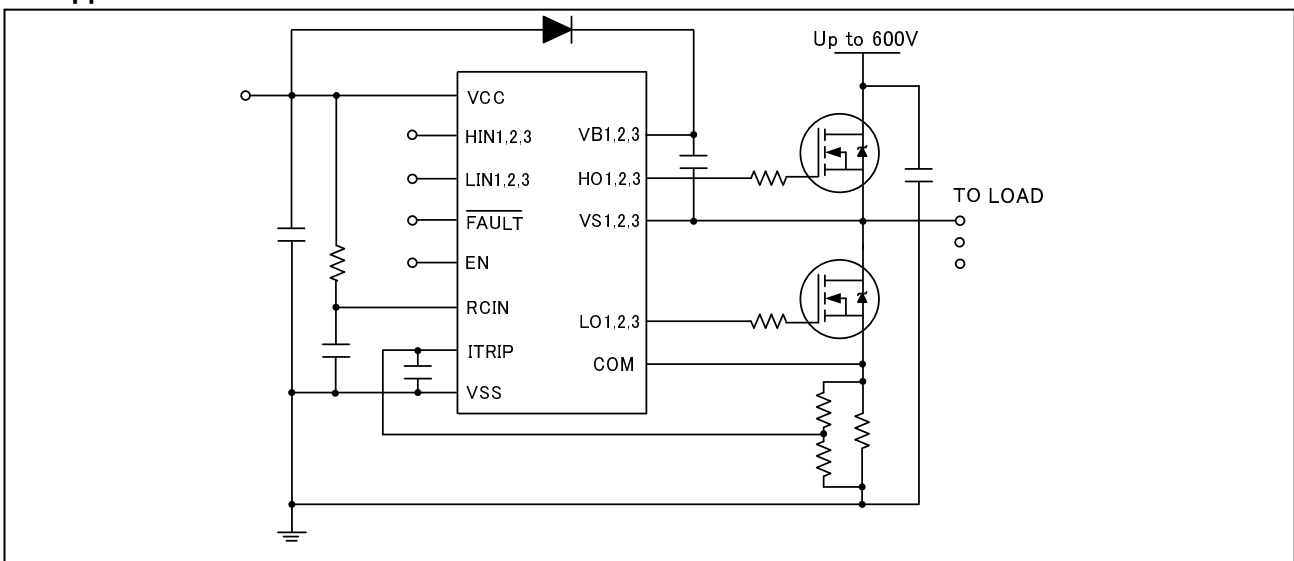 Up to 600V
VCC
HIN1,2,3
LIN1,2,3
FAULT
EN
RCIN
ITRIP
VSS
VB1,2,3
HO1,2,3
VS1,2,3
LO1,2,3
COM
TO LOAD